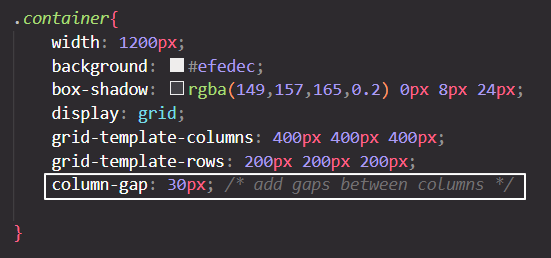 .container{
width: 1200px;
background: #efedec;
box-shadow: rgba(149,157,165,0.2) 0px 8px 24px;
display: grid;
grid-template-columns: 400px 400px 400px;
grid-template-rows: 200px 200px 200px;
column-gap: 30px; /* add gaps between columns */
}